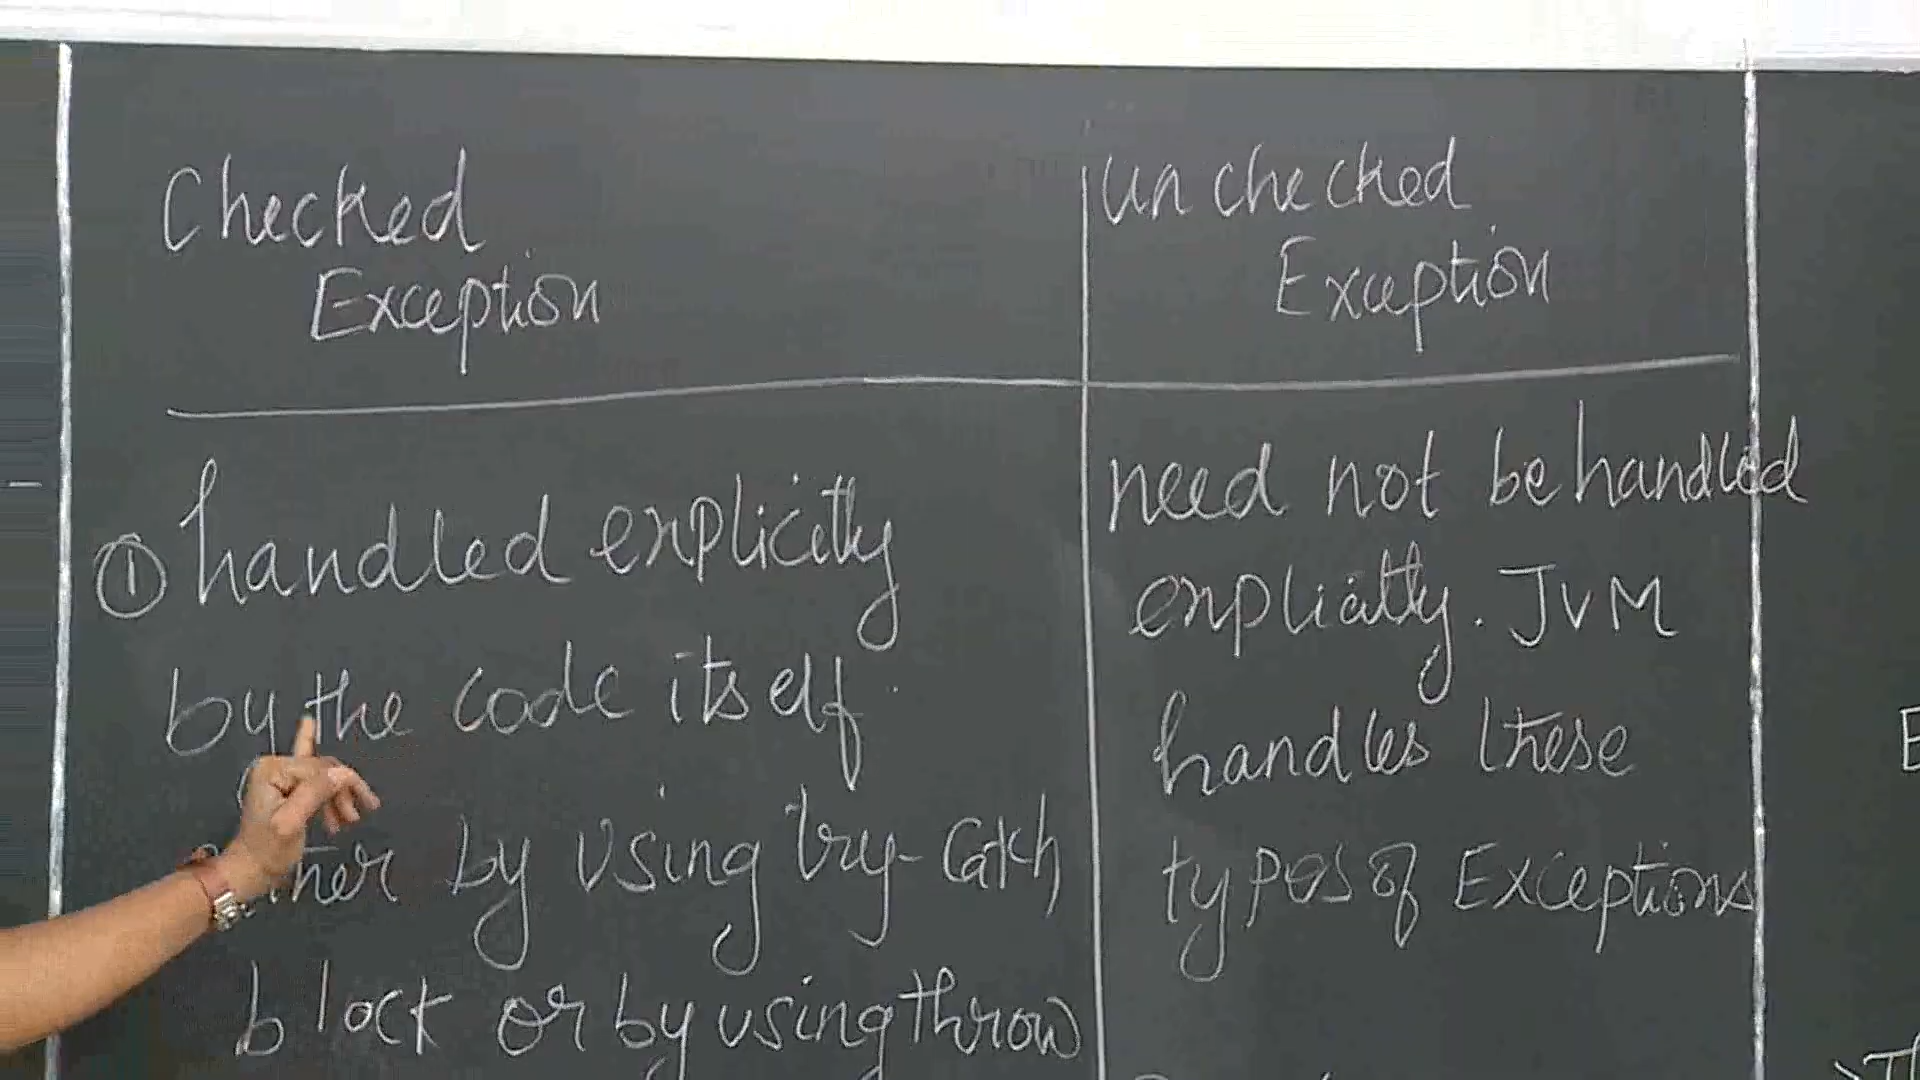 Checked
Exception
① handled explicitly
by the code itself.
either by using try-catch
block or by using throw
unchecked
Exception
need not be handled
explicitly. JVM
handles these
types of Exceptions